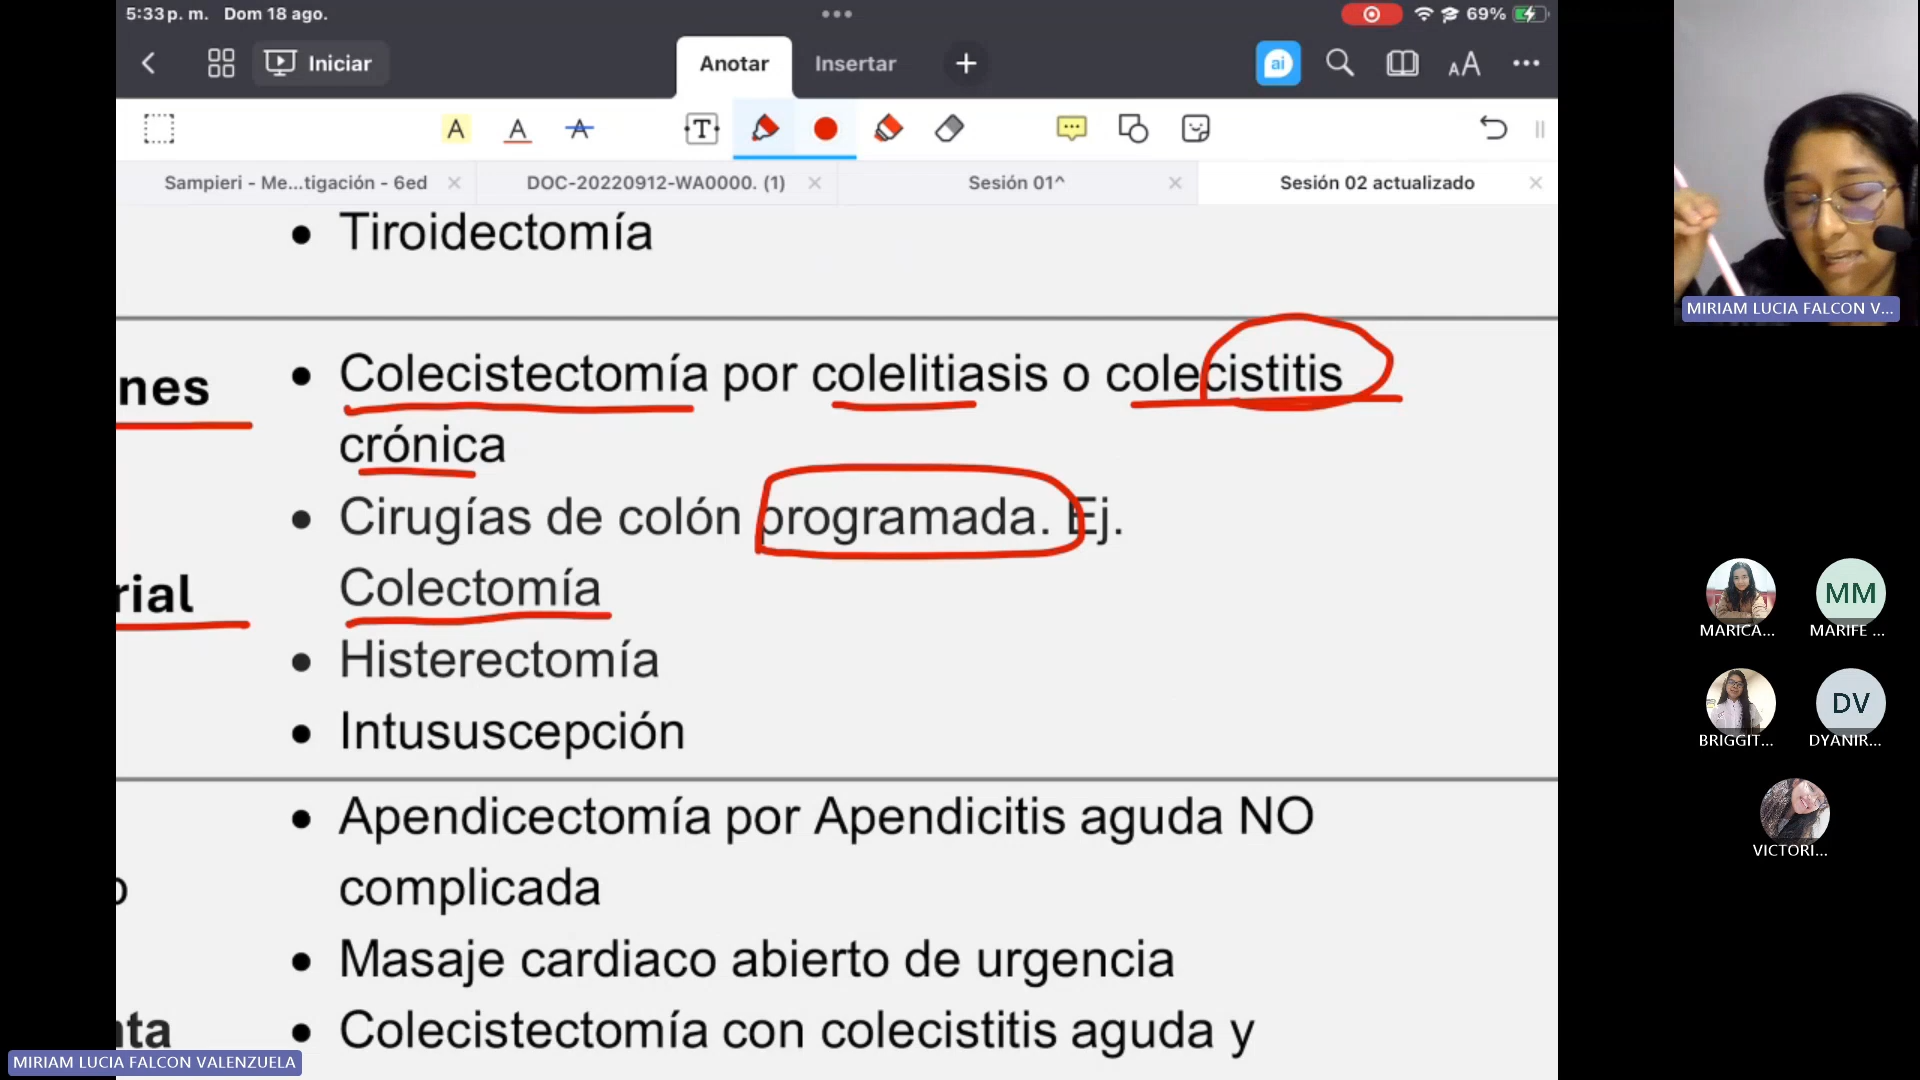 5:33 p. m. Dom 18 ago.
69%
Iniciar
Anotar
Insertar
ai
AA
A A A T
Sampieri - Me...tigación - 6ed
DOC-20220912-WA0000. (1)
Sesión 01^
Sesión 02 actualizado
• Tiroidectomía
nes
• Colecistectomía por colelitiasis o colecistitis
crónica
• Cirugías de colón programada. Ej.
Colectomía
rial
• Histerectomía
• Intususcepción
• Apendicectomía por Apendicitis aguda NO
complicada
o
• Masaje cardiaco abierto de urgencia
nta
• Colecistectomía con colecistitis aguda y
MIRIAM LUCIA FALCON VALENZUELA
MIRIAM LUCIA FALCON V...
MM
MARICA...
MARIFE ...
DV
BRIGGIT...
DYANIR...
VICTORI...